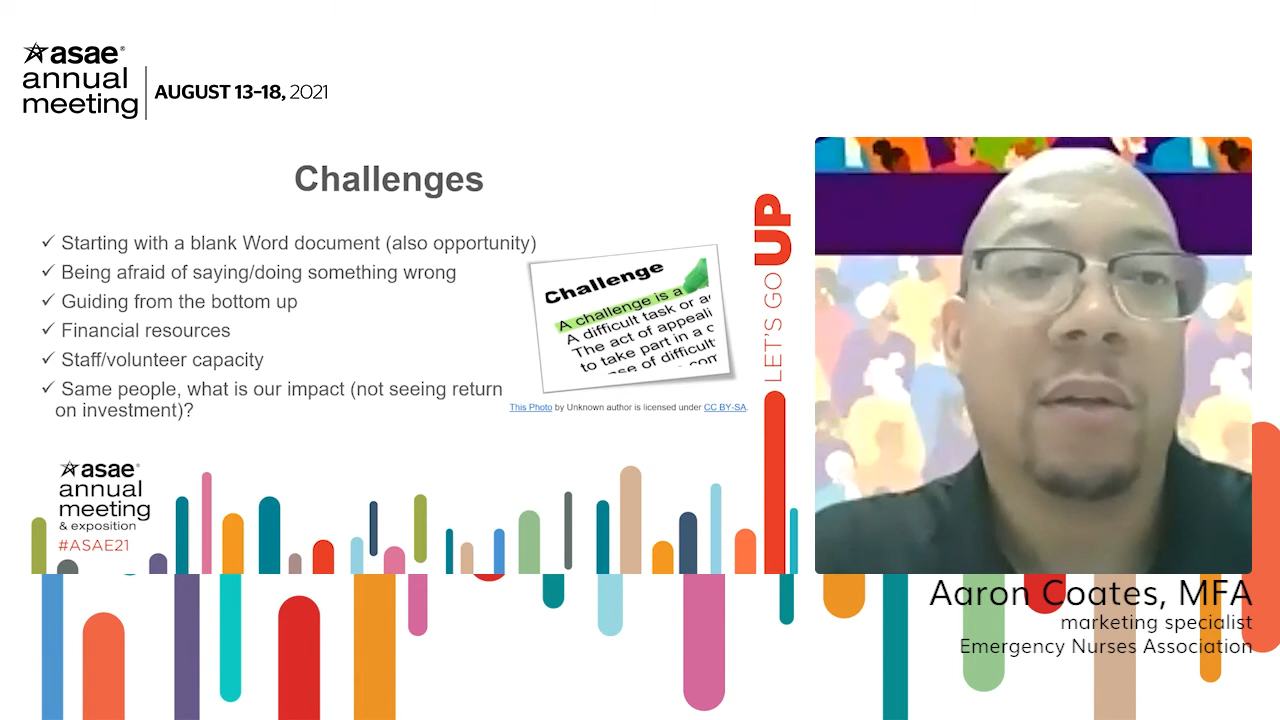 asae®
annual
meeting
AUGUST 13-18, 2021
Challenges
✓ Starting with a blank Word document (also opportunity)
✓ Being afraid of saying/doing something wrong
✓ Guiding from the bottom up
✓ Financial resources
✓ Staff/volunteer capacity
✓ Same people, what is our impact (not seeing return
on investment)?
Challenge
A challenge is a
A difficult task or
The act of appeali
to take part in a
of difficult
This Photo by Unknown author is licensed under CC BY-SA.
LET'S GO UP
asae®
annual
meeting
& exposition
#ASAE21
Aaron Coates, MFA
marketing specialist
Emergency Nurses Association